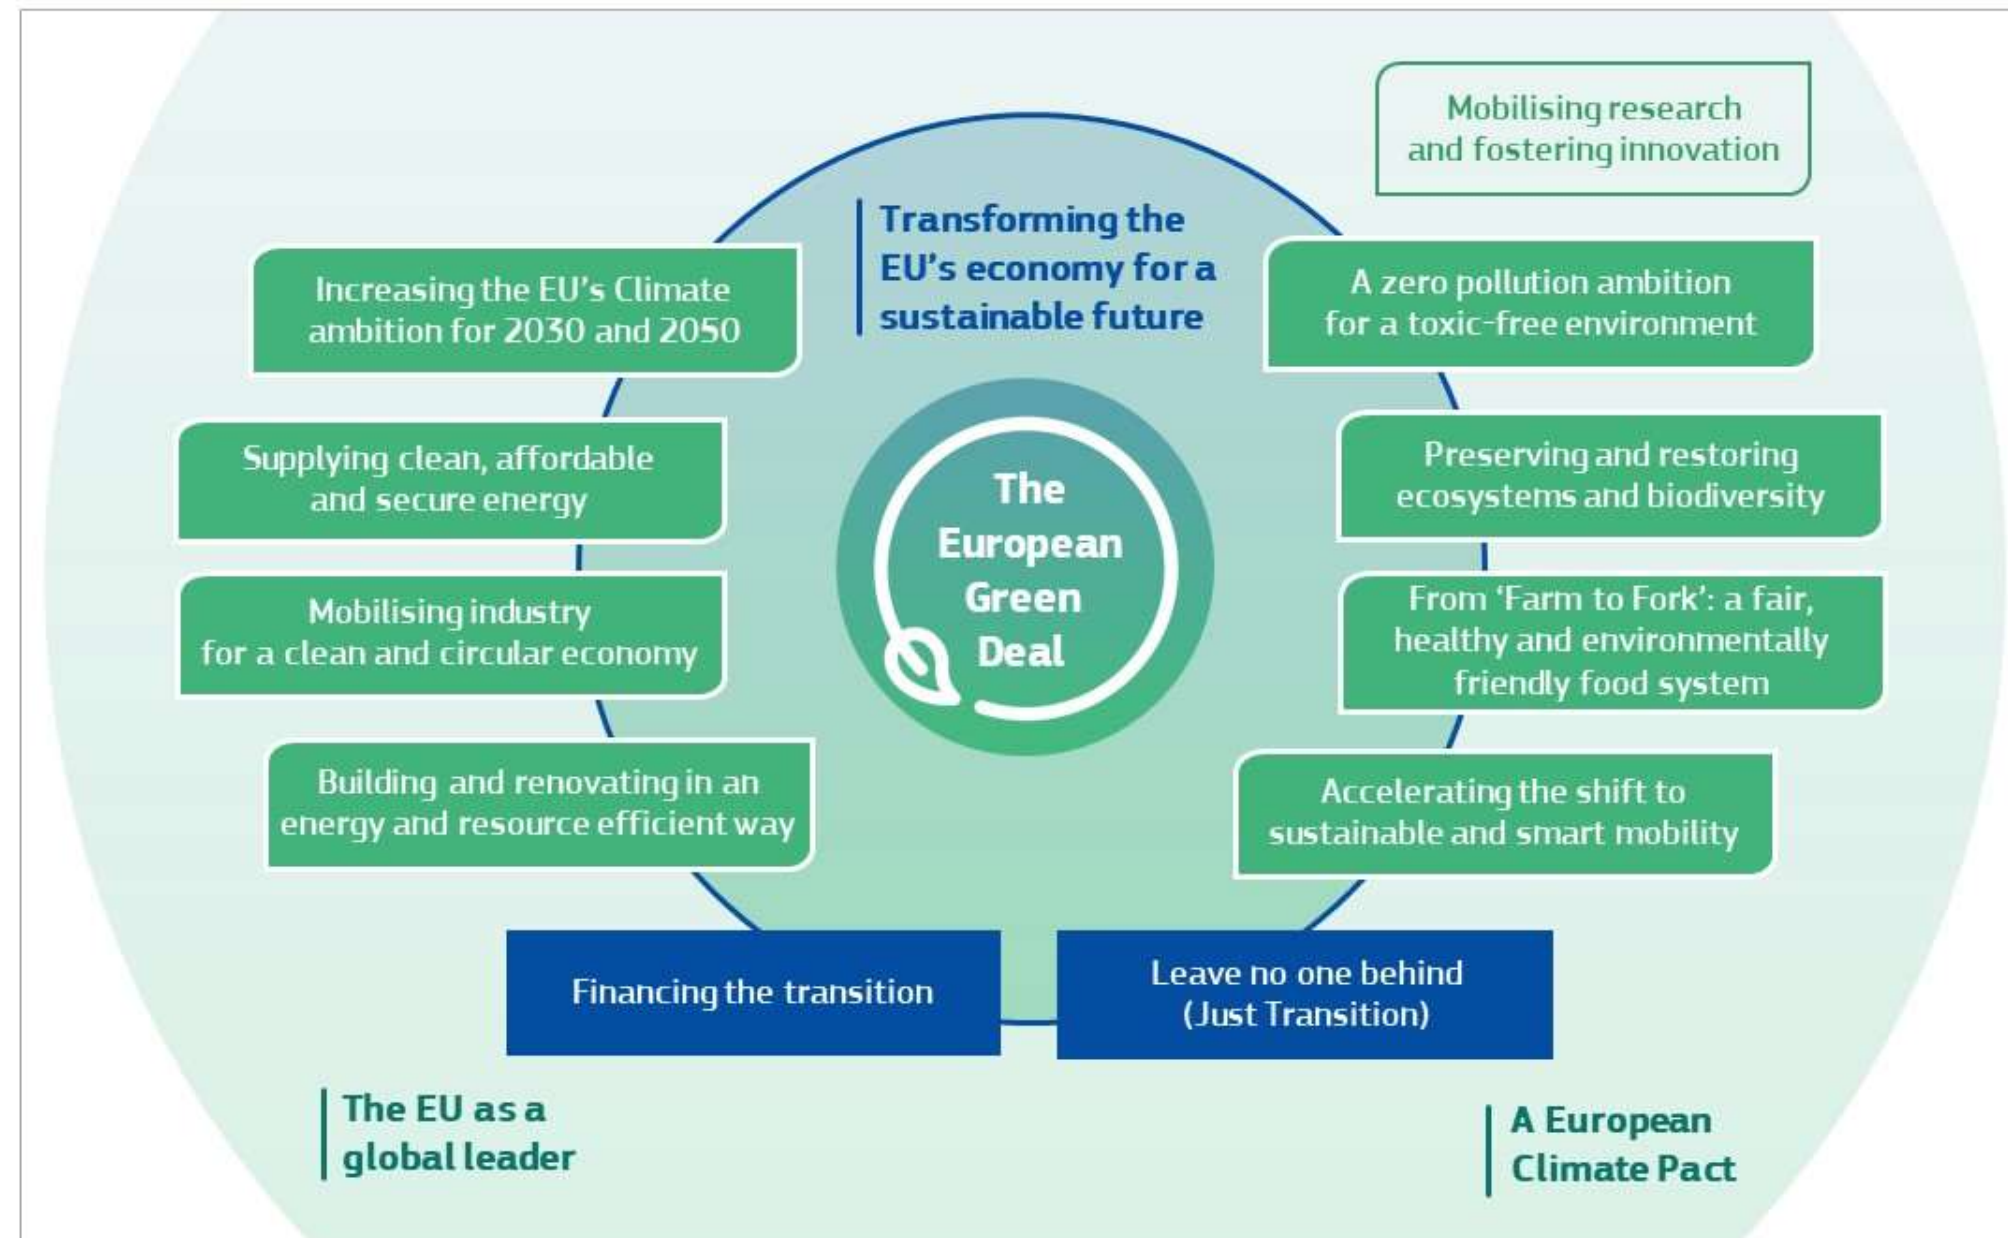 Mobilising research
and fostering innovation
Transforming the
EU’s economy for a
sustainable future
Increasing the EU’s Climate
ambition for 2030 and 2050
A zero pollution ambition
for a toxic-free environment
Supplying clean, affordable
and secure energy
Preserving and restoring
ecosystems and biodiversity
The
European
Green
Deal
Mobilising industry
for a clean and circular economy
From ‘Farm to Fork’: a fair,
healthy and environmentally
friendly food system
Building and renovating in an
energy and resource efficient way
Accelerating the shift to
sustainable and smart mobility
Financing the transition
Leave no one behind
(Just Transition)
The EU as a
global leader
A European
Climate Pact